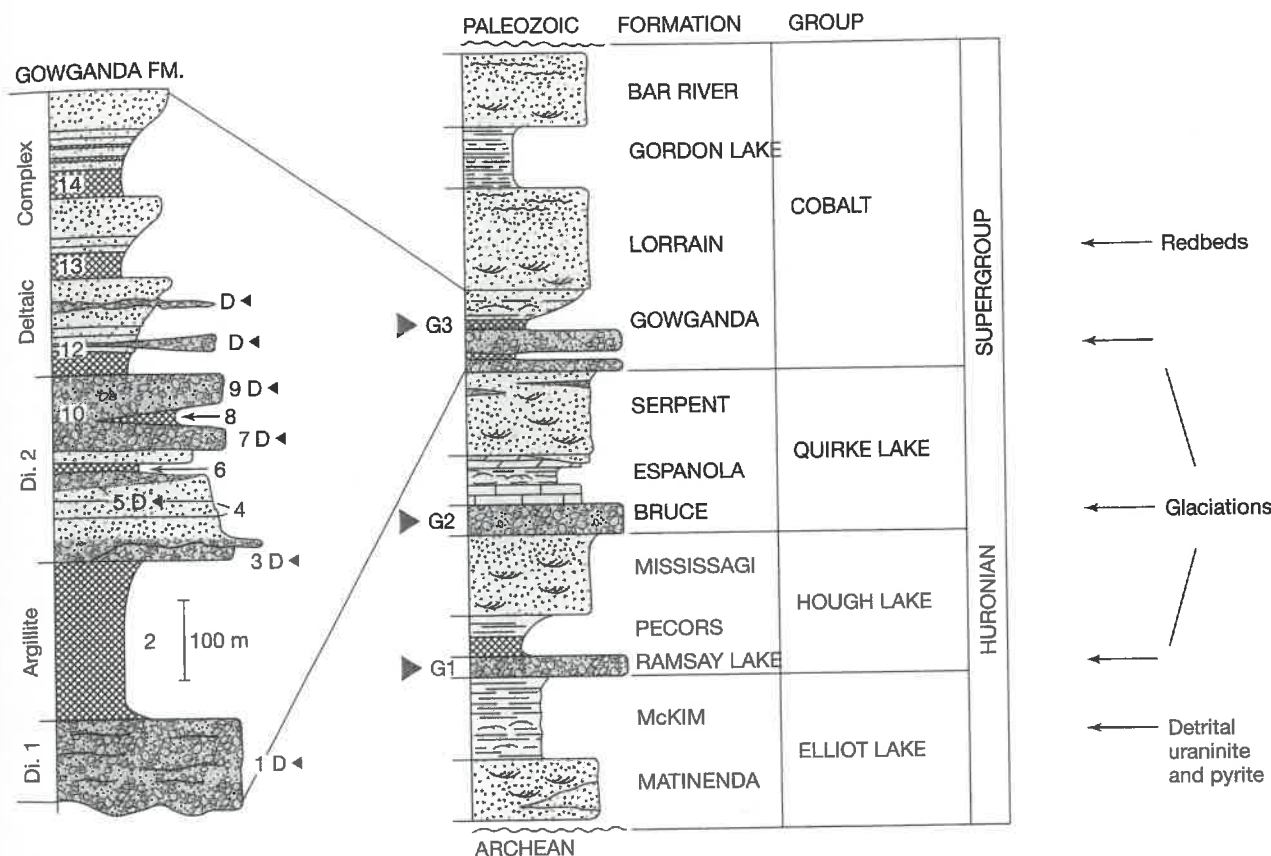 GOWGANDA FM.
Complex
Deltaic
Di. 2
Argillite
Di. 1
14
13
D
12
D
9 D
10
8
7 D
6
5 D
4
3 D
2
100 m
1 D
PALEOZOIC FORMATION GROUP
BAR RIVER
GORDON LAKE
COBALT
LORRAIN
G3 GOWGANDA
SERPENT
QUIRKE LAKE
ESPANOLA
G2 BRUCE
MISSISSAGI
HOUGH LAKE
PECORS
G1 RAMSAY LAKE
McKIM
ELLIOT LAKE
MATINENDA
ARCHEAN
HURONIAN SUPERGROUP
Redbeds
Glaciations
Detrital
uraninite
and pyrite